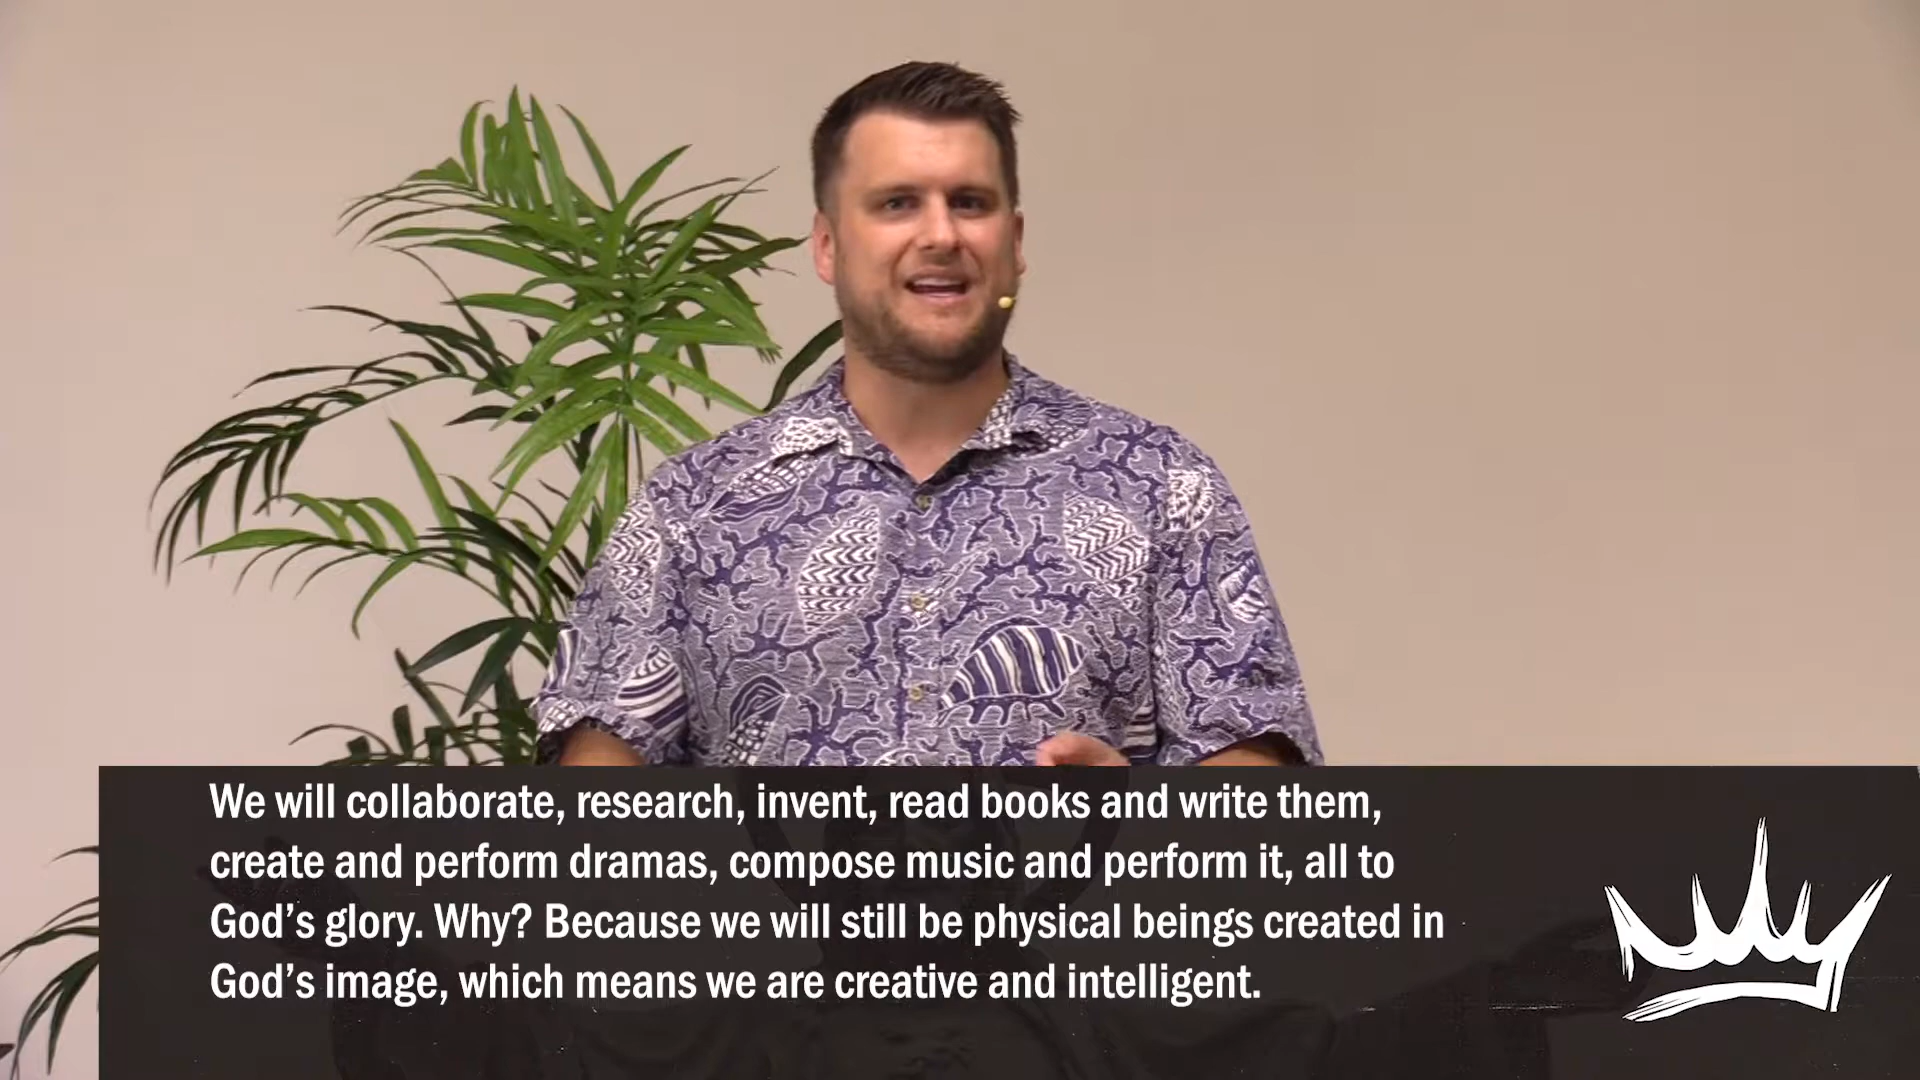 We will collaborate, research, invent, read books and write them,
create and perform dramas, compose music and perform it, all to
God’s glory. Why? Because we will still be physical beings created in
God’s image, which means we are creative and intelligent.